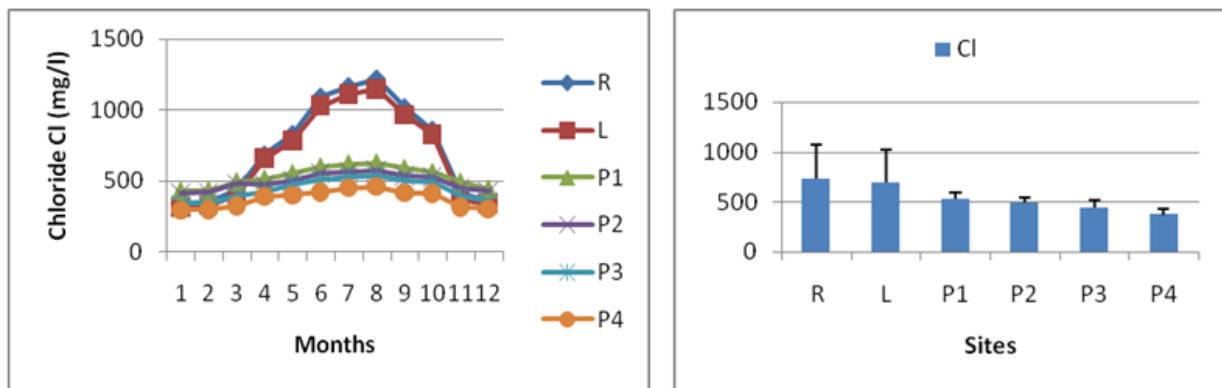 Chloride Cl (mg/l)
1500
1000
500
0
1 2 3 4 5 6 7 8 9 10 11 12
Months
R
L
P1
P2
P3
P4
Cl
1500
1000
500
0
R L P1 P2 P3 P4
Sites